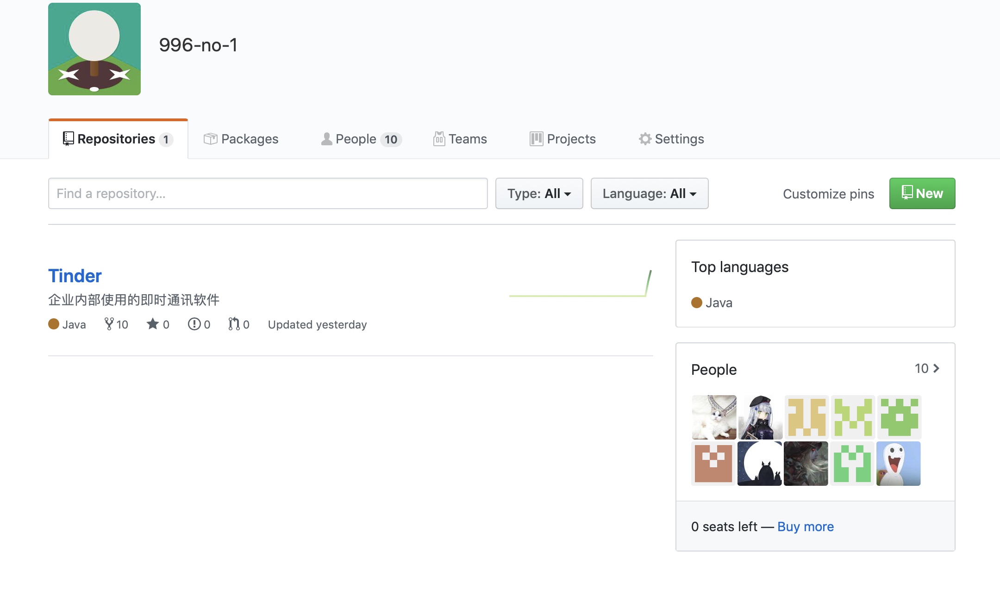 996-no-1
Repositories 1 Packages People 10 Teams Projects Settings
Find a repository... Type: All Language: All Customize pins New
Tinder
企业内部使用的即时通讯软件
Java 10 0 0 0 Updated yesterday
Top languages
Java
People 10
0 seats left — Buy more